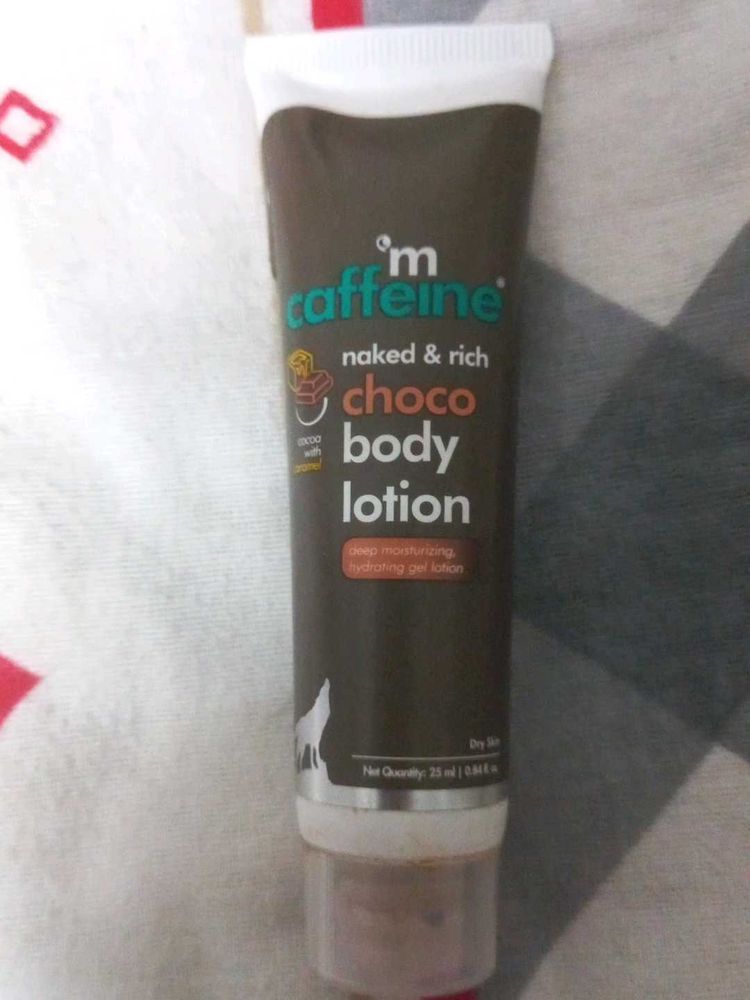 'm
caffeine
naked & rich
choco
body
lotion
cocoa
with
caramel
deep moisturizing,
hydrating gel lotion
Dry Skin
Net Quantity: 25 ml | 0.84 fl. oz